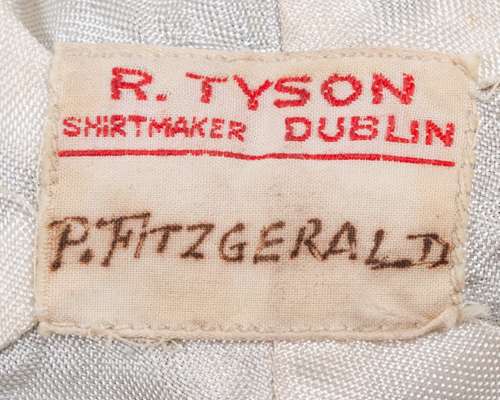 R. TYSON
SHIRTMAKER DUBLIN
P. FITZGERALD